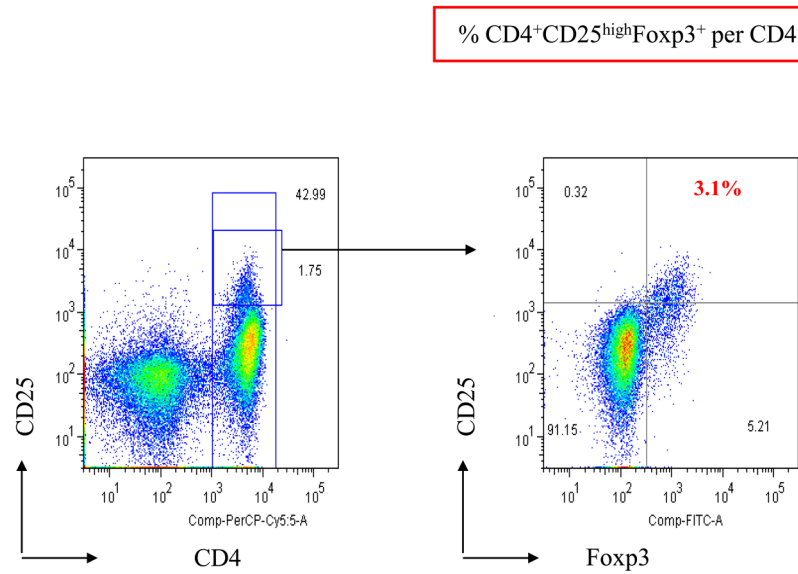 % CD4⁺CD25ʰⁱᵍʰFoxp3⁺ per CD4
42.99
1.75
10⁵
10⁴
10³
10²
10¹
10¹ 10² 10³ 10⁴ 10⁵
Comp-PerCP-Cy5:5-A
CD25
CD4
0.32
3.1%
91.15
5.21
10⁵
10⁴
10³
10²
10¹
10¹ 10² 10³ 10⁴ 10⁵
Comp-FITC-A
CD25
Foxp3